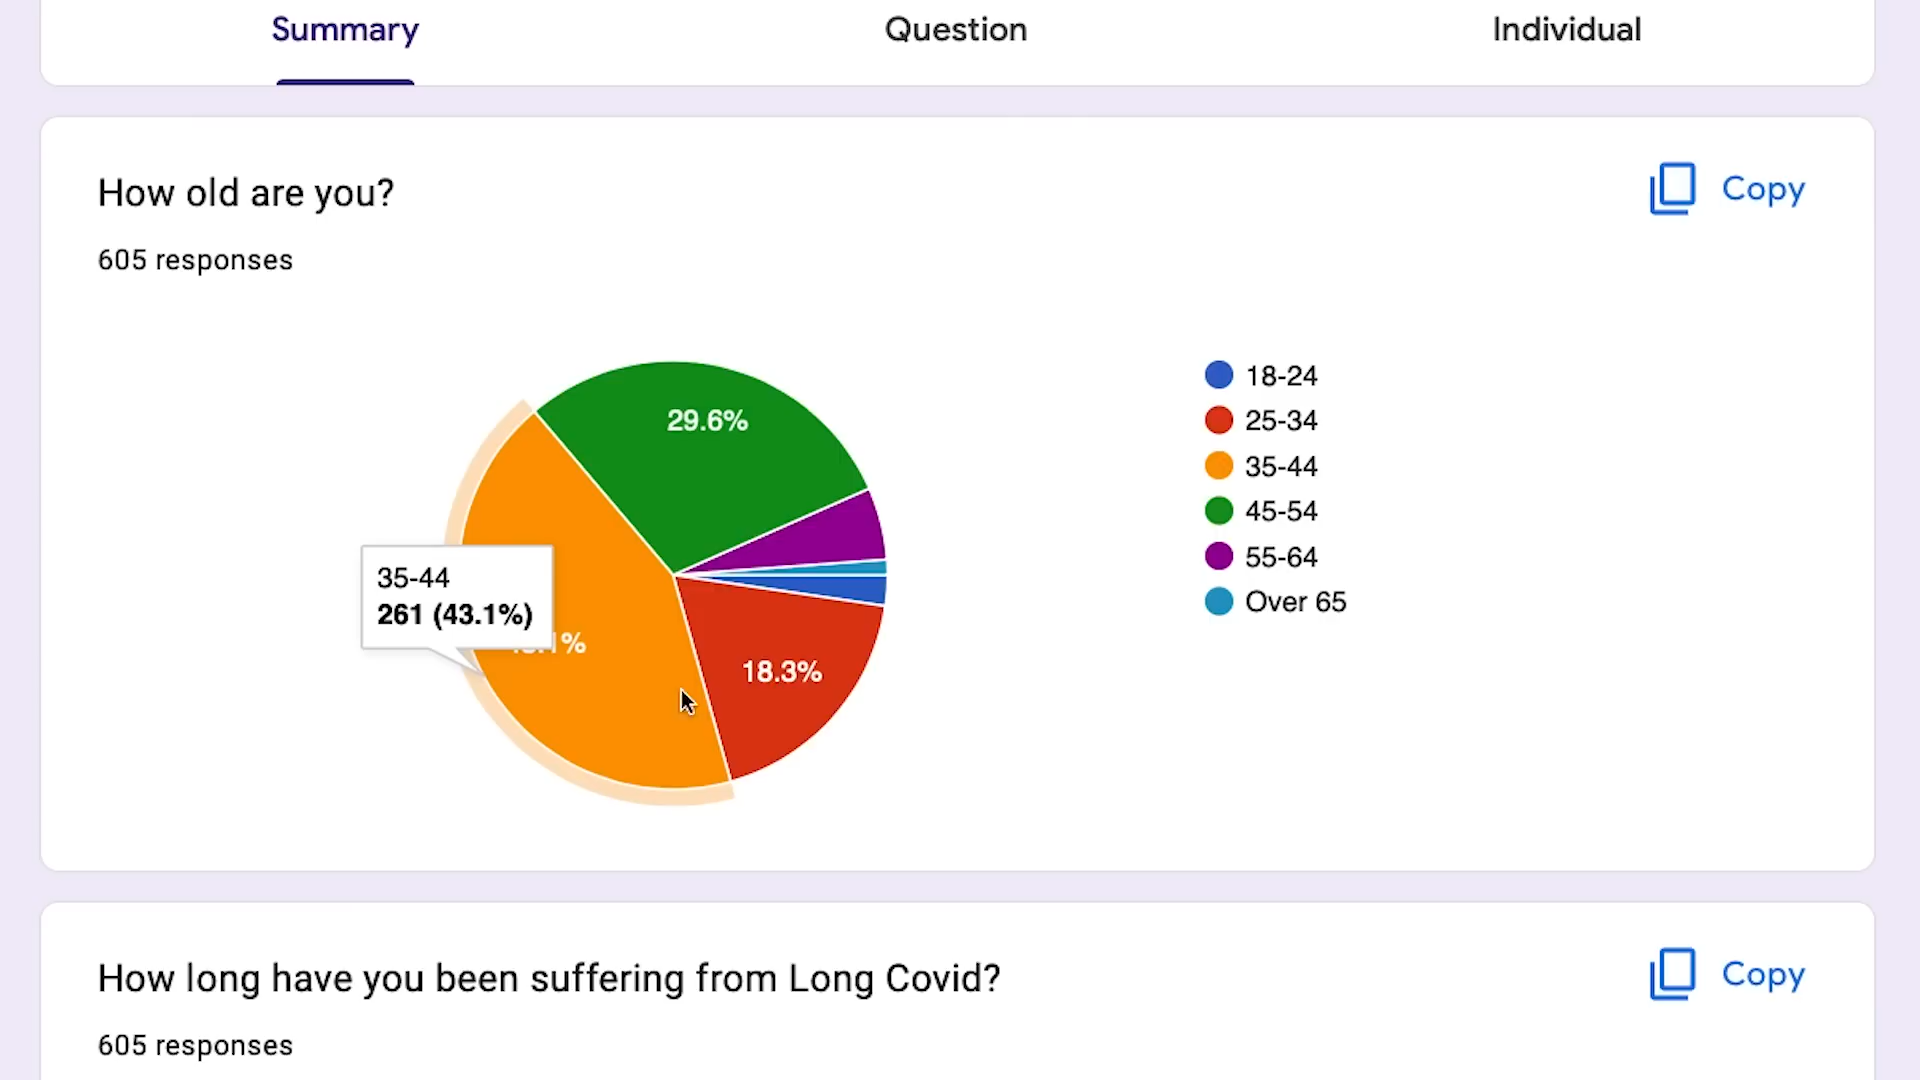 Summary
Question
Individual
How old are you?
Copy
605 responses
29.6%
18.3%
35-44
261 (43.1%)
18-24
25-34
35-44
45-54
55-64
Over 65
How long have you been suffering from Long Covid?
Copy
605 responses